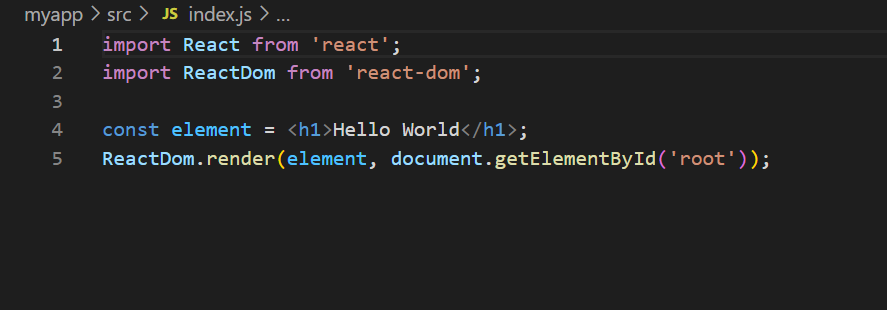 myapp > src > JS index.js > ...
1 import React from 'react';
2 import ReactDom from 'react-dom';
3
4 const element = <h1>Hello World</h1>;
5 ReactDom.render(element, document.getElementById('root'));